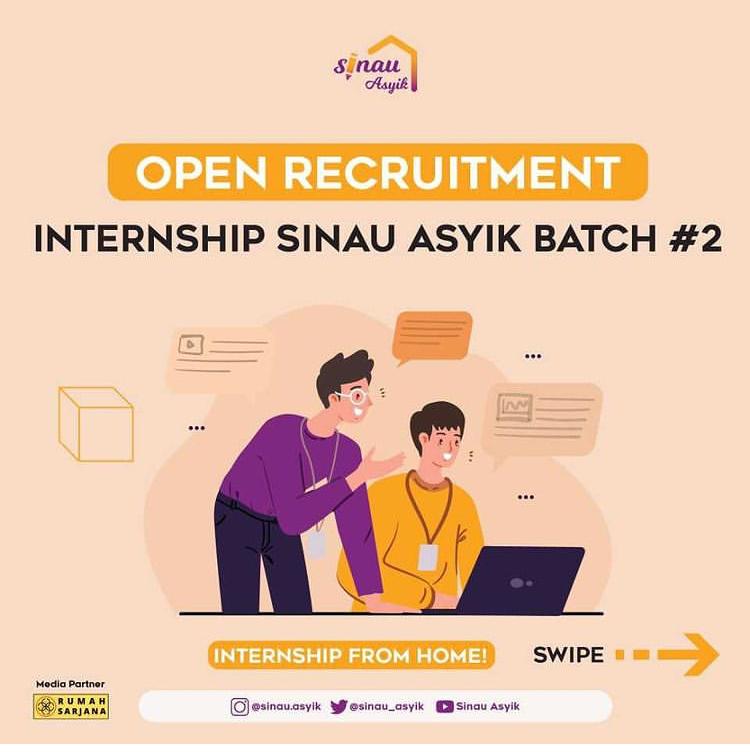 sinau
Asyik
OPEN RECRUITMENT
INTERNSHIP SINAU ASYIK BATCH #2
INTERNSHIP FROM HOME!
SWIPE
Media Partner
RUMAH
SARJANA
@sinau.asyik @sinau_asyik Sinau Asyik